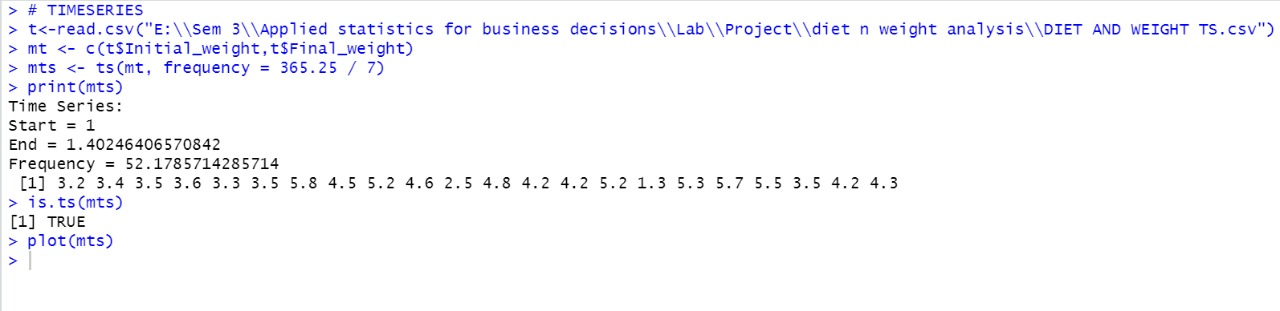 > # TIMESERIES
> t<-read.csv("E:\\Sem 3\\Applied statistics for business decisions\\Lab\\Project\\diet n weight analysis\\DIET AND WEIGHT TS.csv")
> mt <- c(t$Initial_weight,t$Final_weight)
> mts <- ts(mt, frequency = 365.25 / 7)
> print(mts)
Time Series:
Start = 1
End = 1.40246406570842
Frequency = 52.1785714285714
 [1] 3.2 3.4 3.5 3.6 3.3 3.5 5.8 4.5 5.2 4.6 2.5 4.8 4.2 4.2 5.2 1.3 5.3 5.7 5.5 3.5 4.2 4.3
> is.ts(mts)
[1] TRUE
> plot(mts)
>